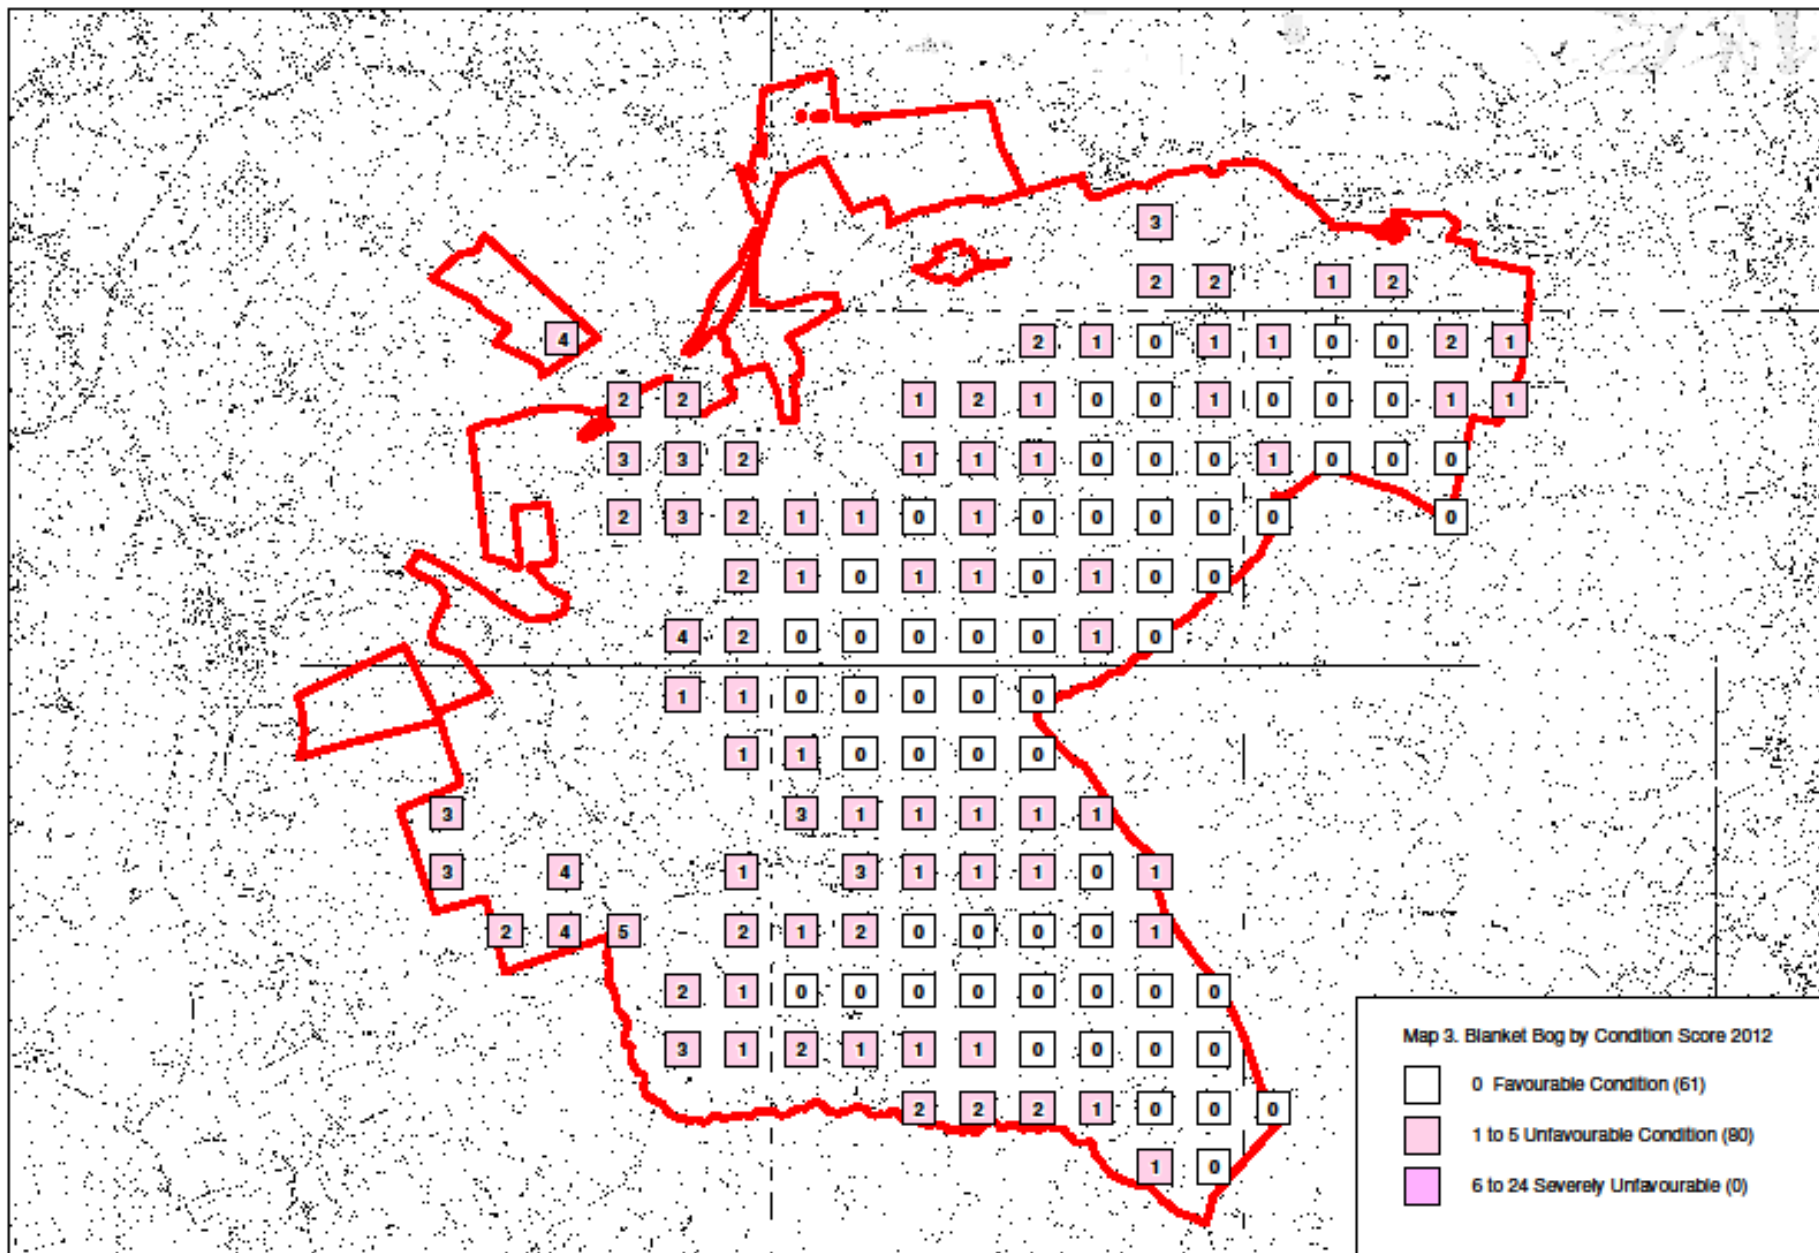 3
2 2 1 2
4 2 1 0 1 1 0 0 2 1
2 2 1 2 1 0 0 1 0 0 0 1 1
3 3 2 1 1 1 0 0 0 1 0 0 0
2 3 2 1 1 0 1 0 0 0 0 0 0
2 1 0 1 1 0 1 0 0
4 2 0 0 0 0 0 1 0
1 1 0 0 0 0 0
1 1 0 0 0 0
3 3 1 1 1 1 1
3 4 1 3 1 1 1 0 1
2 4 5 2 1 2 0 0 0 0 1
2 1 0 0 0 0 0 0 0 0
3 1 2 1 1 1 0 0 0 0
2 2 2 1 0 0 0
1 0
Map 3. Blanket Bog by Condition Score 2012
0 Favourable Condition (61)
1 to 5 Unfavourable Condition (80)
6 to 24 Severely Unfavourable (0)